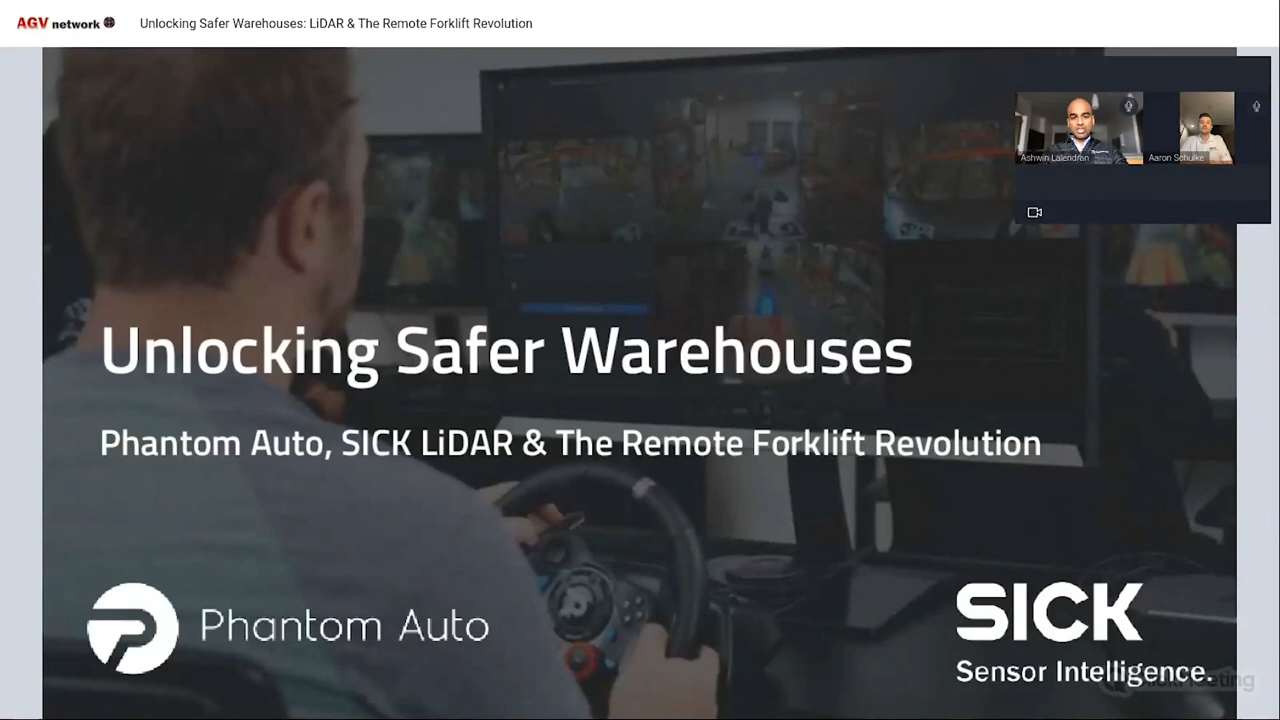 AGV network
Unlocking Safer Warehouses: LiDAR & The Remote Forklift Revolution
Ashwin Lalendran
Aaron Schulke
Unlocking Safer Warehouses
Phantom Auto, SICK LiDAR & The Remote Forklift Revolution
Phantom Auto
SICK
Sensor Intelligence.